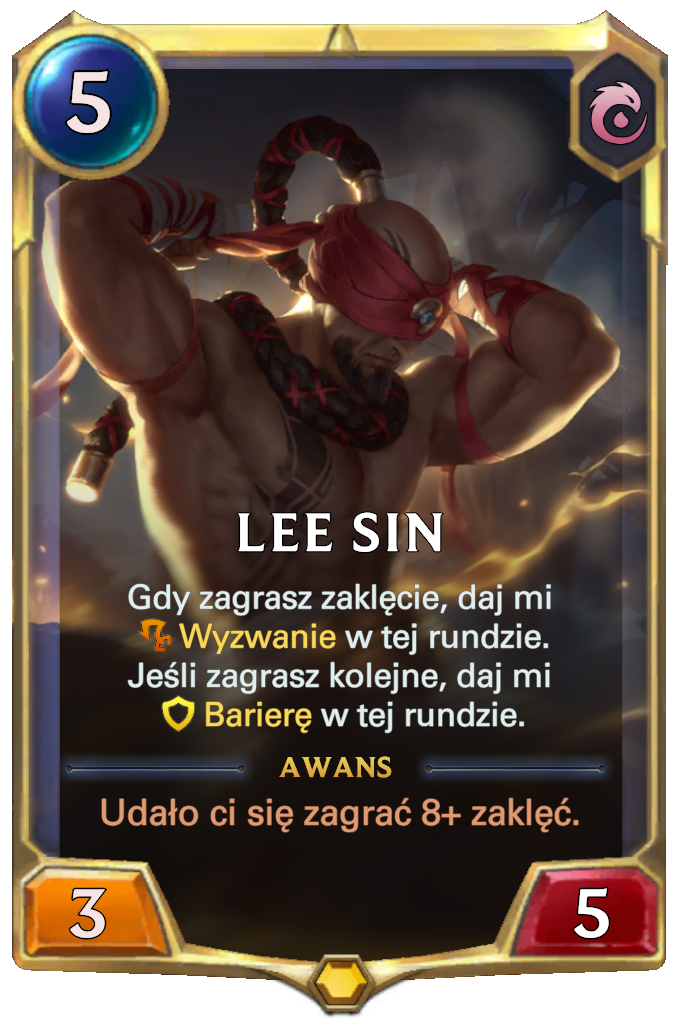 5
LEE SIN
Gdy zagrasz zaklęcie, daj mi
Wyzwanie w tej rundzie.
Jeśli zagrasz kolejne, daj mi
Barierę w tej rundzie.
AWANS
Udało ci się zagrać 8+ zaklęć.
3
5